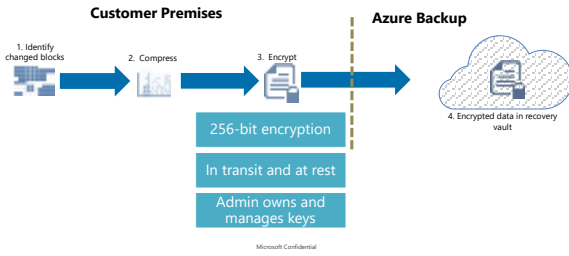 Customer Premises
Azure Backup
1. Identify
changed blocks
2. Compress
3. Encrypt
4. Encrypted data in recovery
vault
256-bit encryption
In transit and at rest
Admin owns and
manages keys
Microsoft Confidential